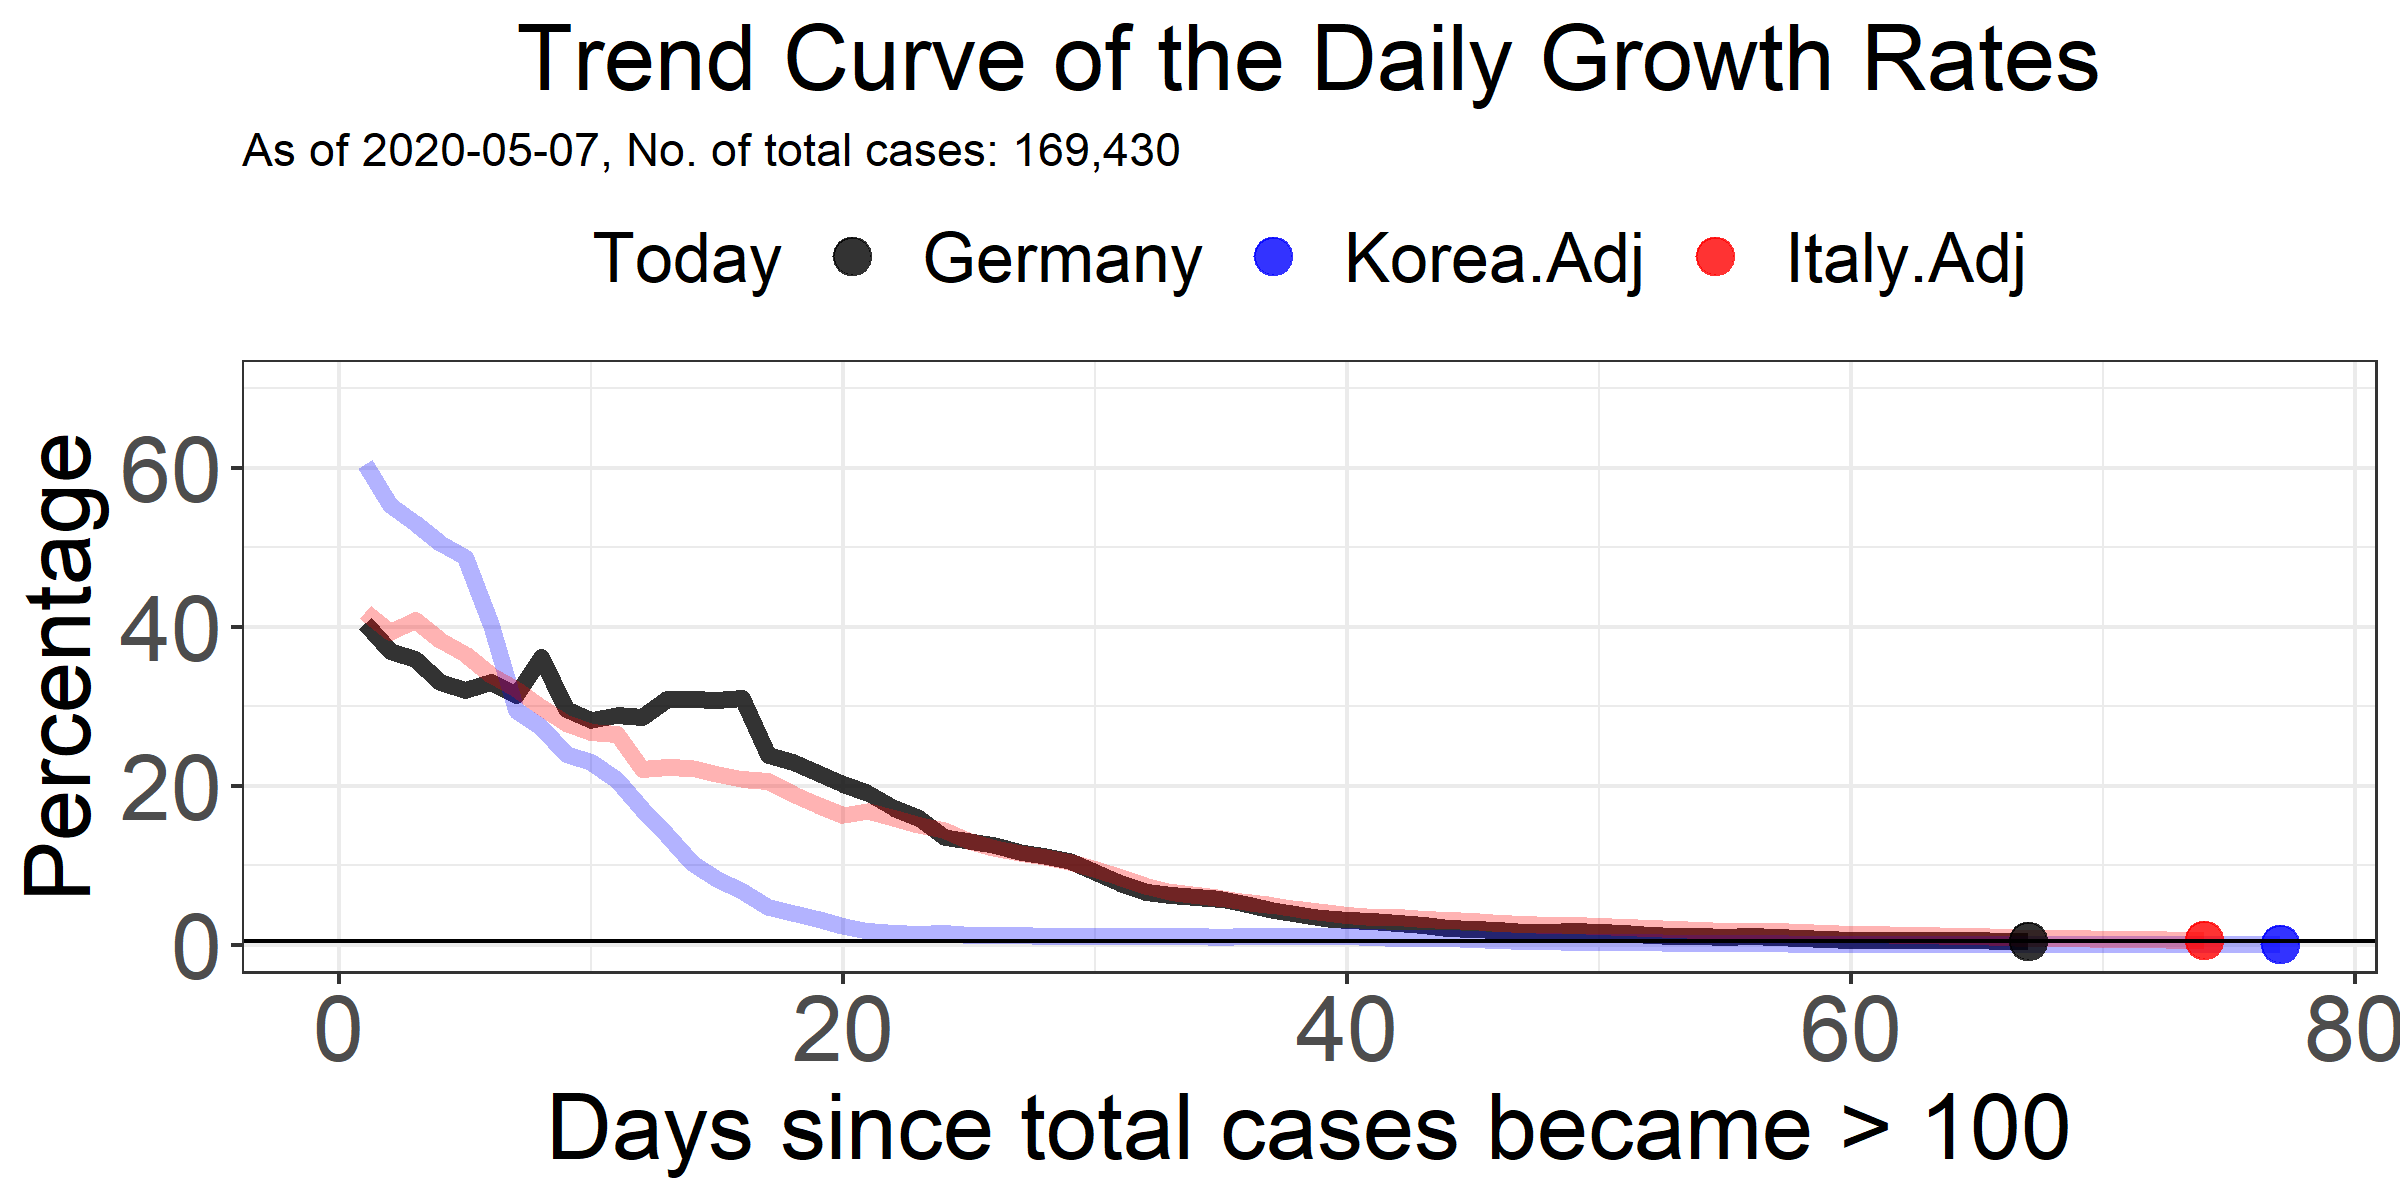 Trend Curve of the Daily Growth Rates
As of 2020-05-07, No. of total cases: 169,430
Today Germany Korea.Adj Italy.Adj
Percentage
60
40
20
0
0 20 40 60 80
Days since total cases became > 100